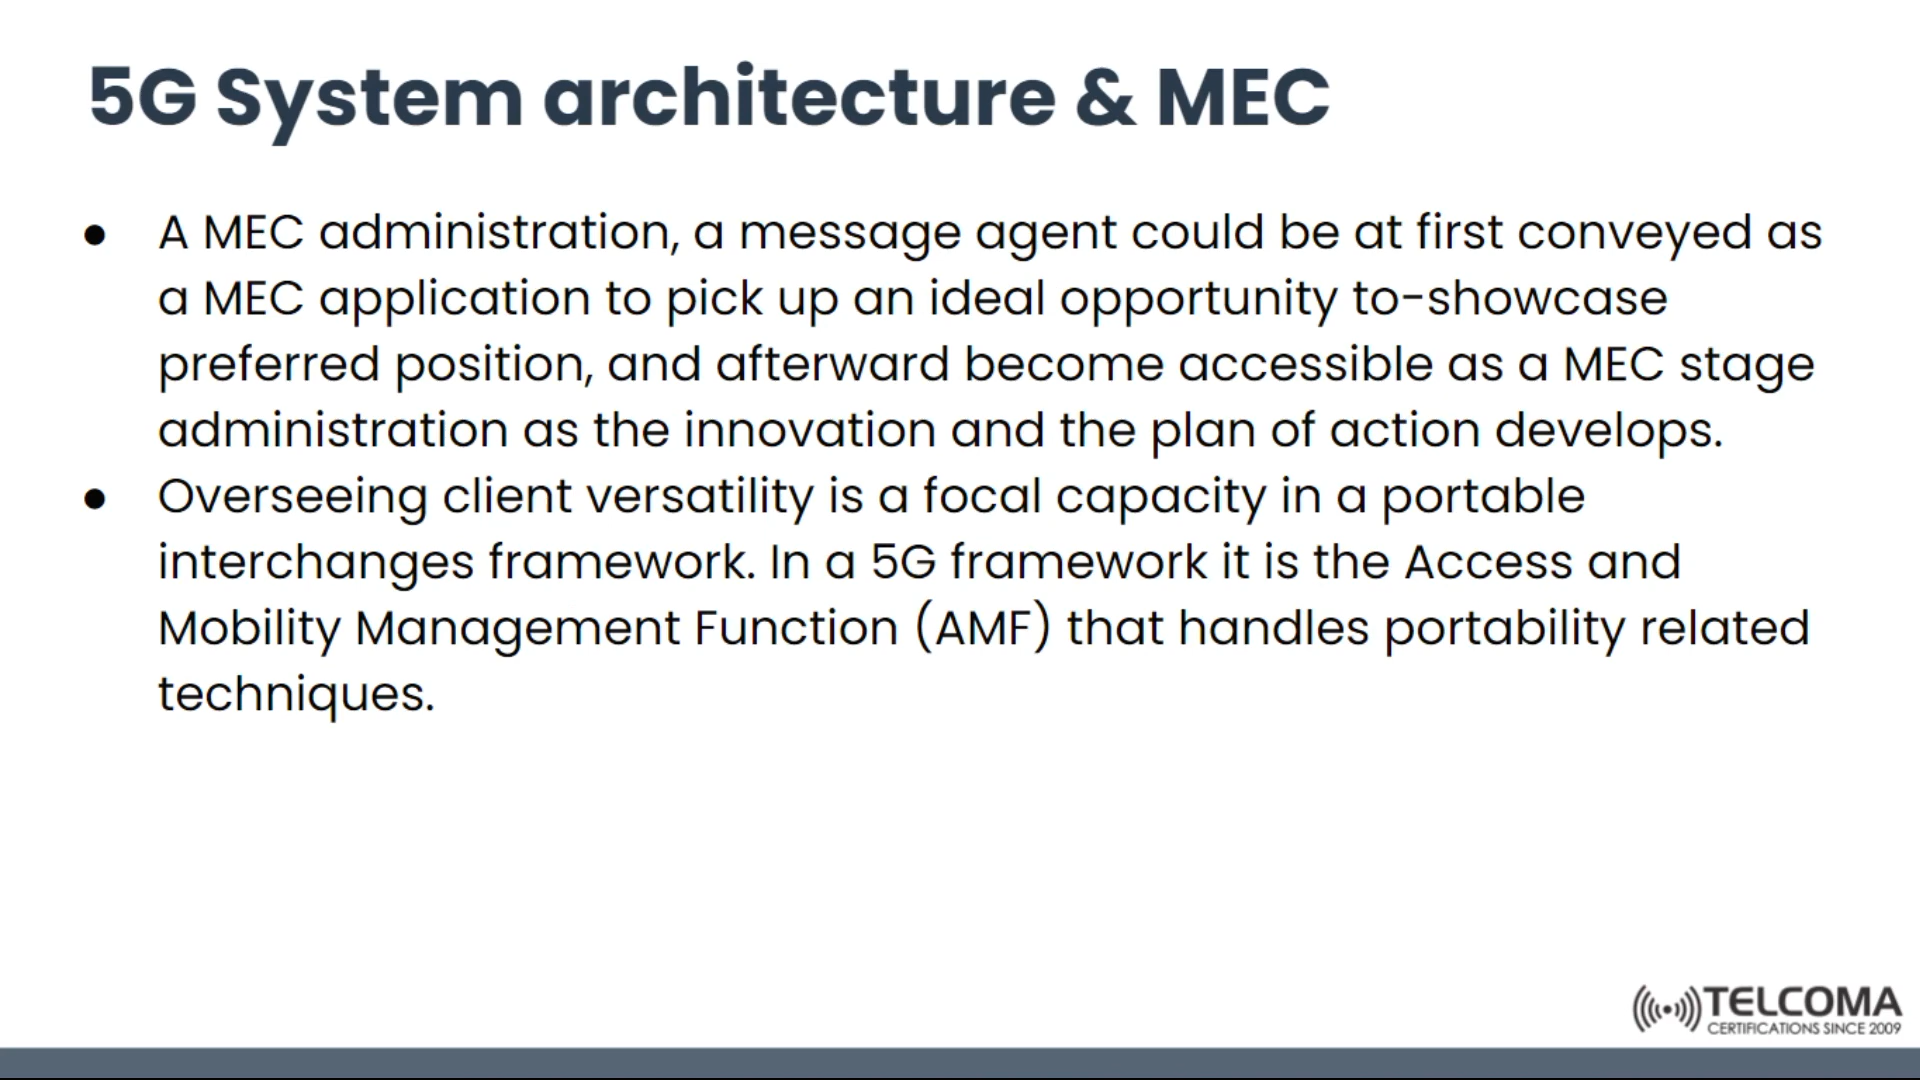 5G System architecture & MEC
● A MEC administration, a message agent could be at first conveyed as
a MEC application to pick up an ideal opportunity to-showcase
preferred position, and afterward become accessible as a MEC stage
administration as the innovation and the plan of action develops.
● Overseeing client versatility is a focal capacity in a portable
interchanges framework. In a 5G framework it is the Access and
Mobility Management Function (AMF) that handles portability related
techniques.
TELCOMA
CERTIFICATIONS SINCE 2009